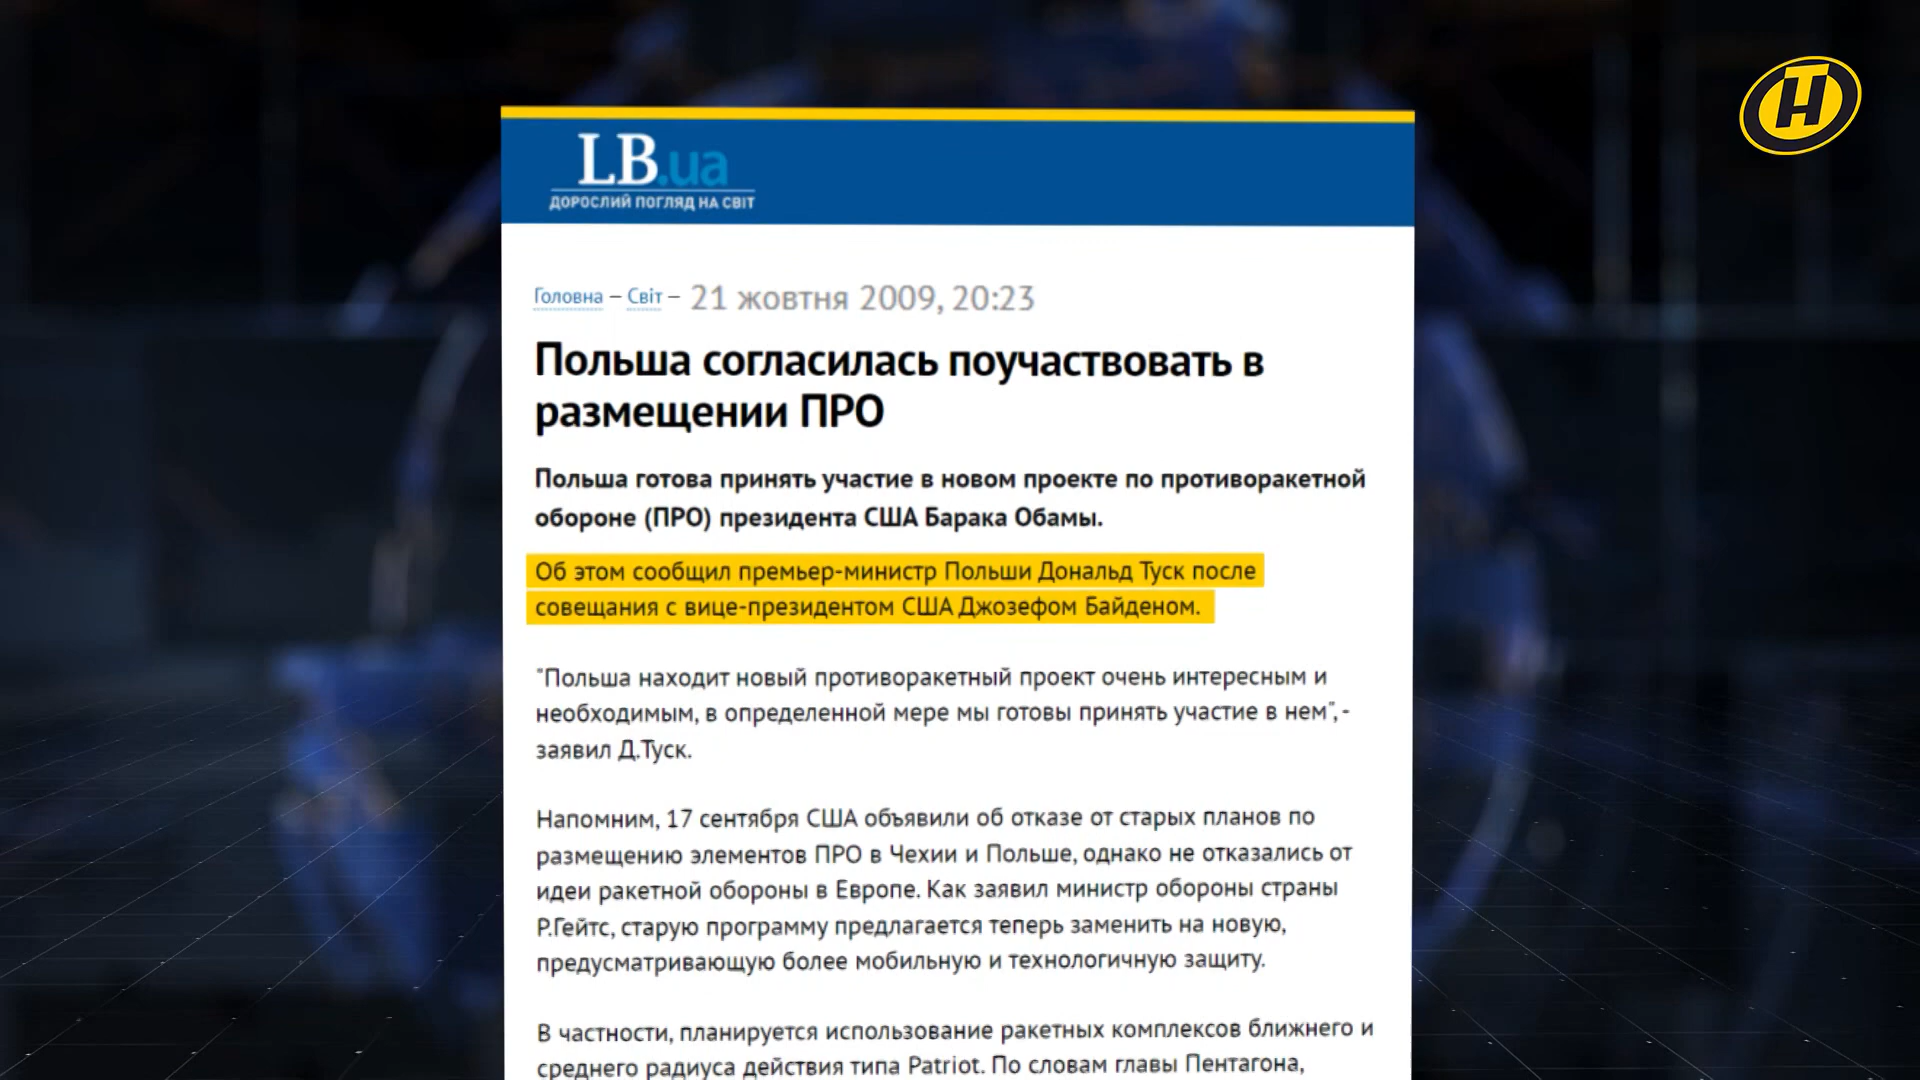 LB.ua
ДОРОСЛИЙ ПОГЛЯД НА СВІТ
Головна – Світ – 21 жовтня 2009, 20:23
Польша согласилась поучаствовать в
размещении ПРО
Польша готова принять участие в новом проекте по противоракетной
обороне (ПРО) президента США Барака Обамы.
Об этом сообщил премьер-министр Польши Дональд Туск после
совещания с вице-президентом США Джозефом Байденом.
"Польша находит новый противоракетный проект очень интересным и
необходимым, в определенной мере мы готовы принять участие в нем", -
заявил Д.Туск.
Напомним, 17 сентября США объявили об отказе от старых планов по
размещению элементов ПРО в Чехии и Польше, однако не отказались от
идеи ракетной обороны в Европе. Как заявил министр обороны страны
Р.Гейтс, старую программу предлагается теперь заменить на новую,
предусматривающую более мобильную и технологичную защиту.
В частности, планируется использование ракетных комплексов ближнего и
среднего радиуса действия типа Patriot. По словам главы Пентагона,
ОНТ